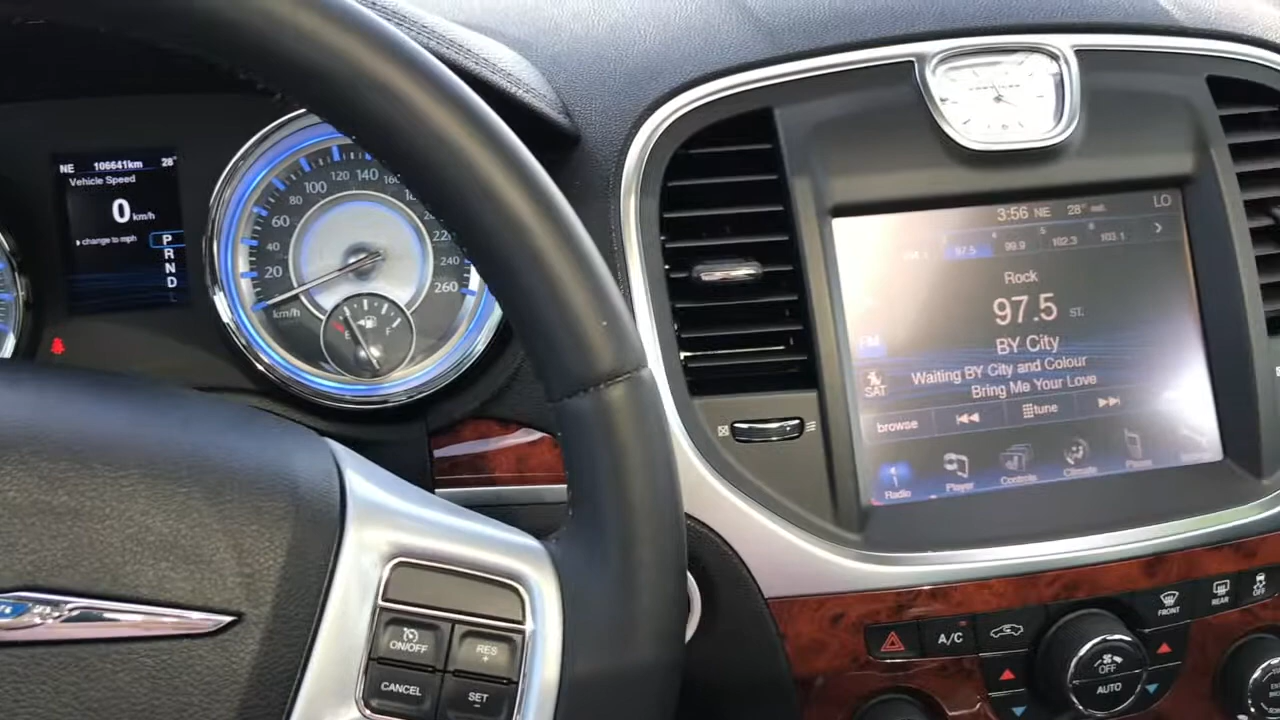 NE 106641km 28°
Vehicle Speed
0 km/h
change to mph
P
R
N
D
20
40
60
80
100
120
140
160
220
240
260
km/h
E
F
3:56 NE 28° LO
97.5 99.9 102.3 103.1
Rock
97.5 ST.
BY City
FM
Waiting BY City and Colour
Bring Me Your Love
SAT
browse tune
Radio Player Controls Climate Phone
ON/OFF
RES
+
CANCEL
SET
-
A/C
OFF
AUTO
FRONT
REAR
OFF